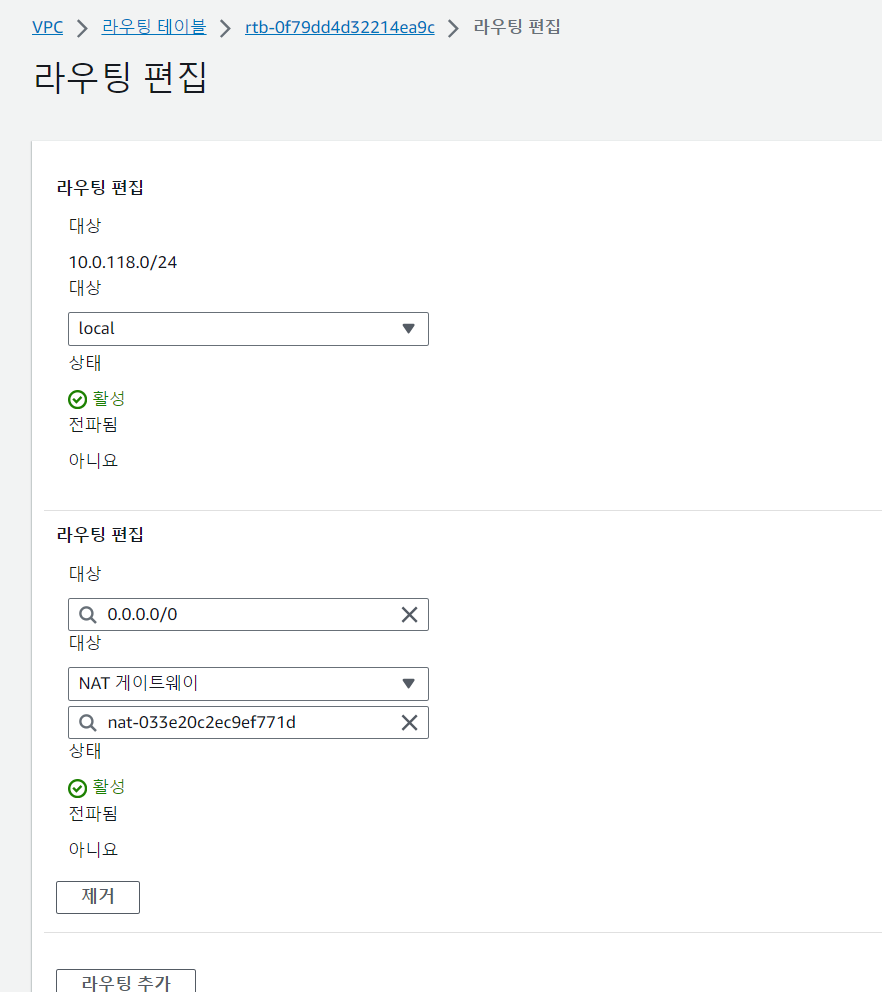 VPC > 라우팅 테이블 > rtb-0f79dd4d32214ea9c > 라우팅 편집
라우팅 편집
라우팅 편집
대상
10.0.118.0/24
대상
local
상태
활성
전파됨
아니요
라우팅 편집
대상
0.0.0.0/0
대상
NAT 게이트웨이
nat-033e20c2ec9ef771d
상태
활성
전파됨
아니요
제거
라우팅 추가